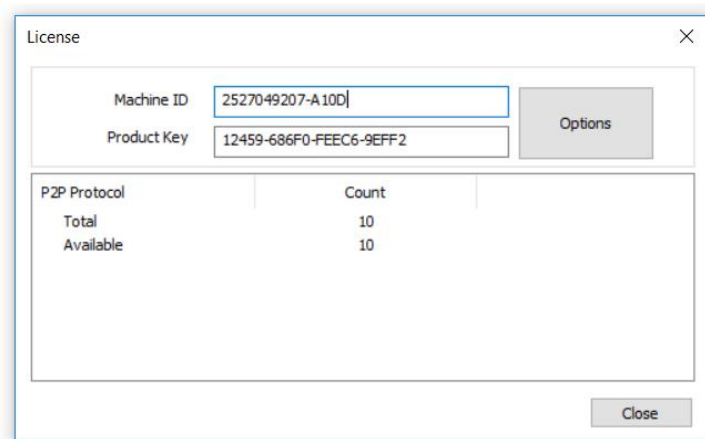 License
Machine ID 2527049207-A10D
Product Key 12459-686F0-FEEC6-9EFF2
Options
P2P Protocol Count
Total 10
Available 10
Close